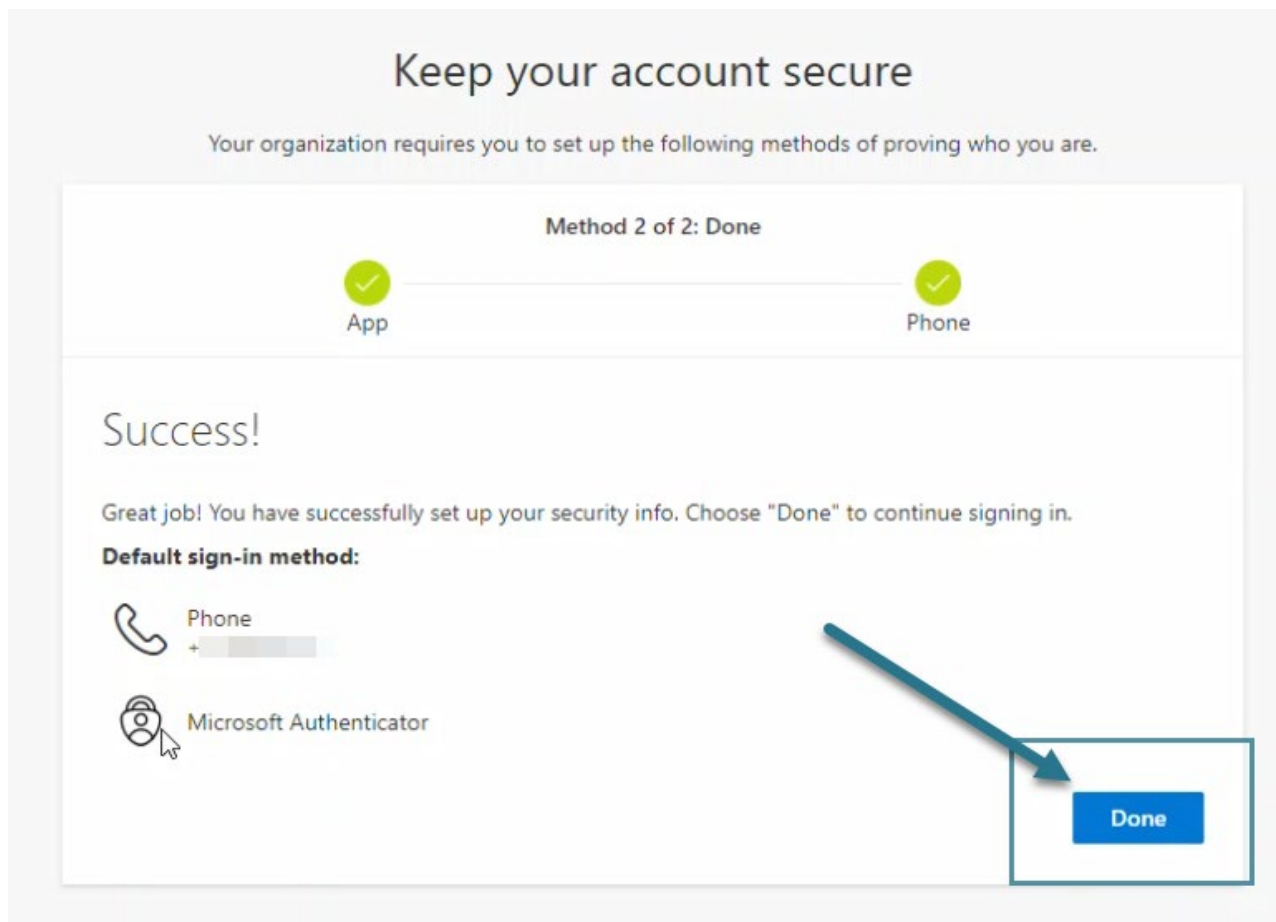 Keep your account secure
Your organization requires you to set up the following methods of proving who you are.
Method 2 of 2: Done
App
Phone
Success!
Great job! You have successfully set up your security info. Choose "Done" to continue signing in.
Default sign-in method:
Phone
+
Microsoft Authenticator
Done